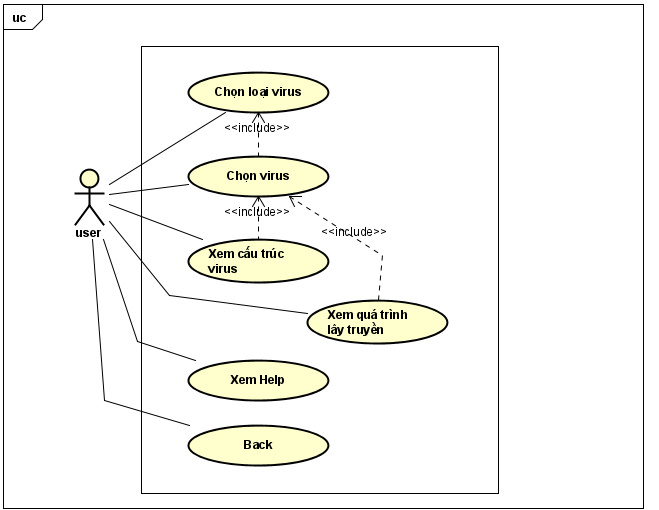 uc
Chọn loại virus
<<include>>
Chọn virus
<<include>>
user
<<include>>
Xem cấu trúc
virus
Xem quá trình
lây truyền
Xem Help
Back